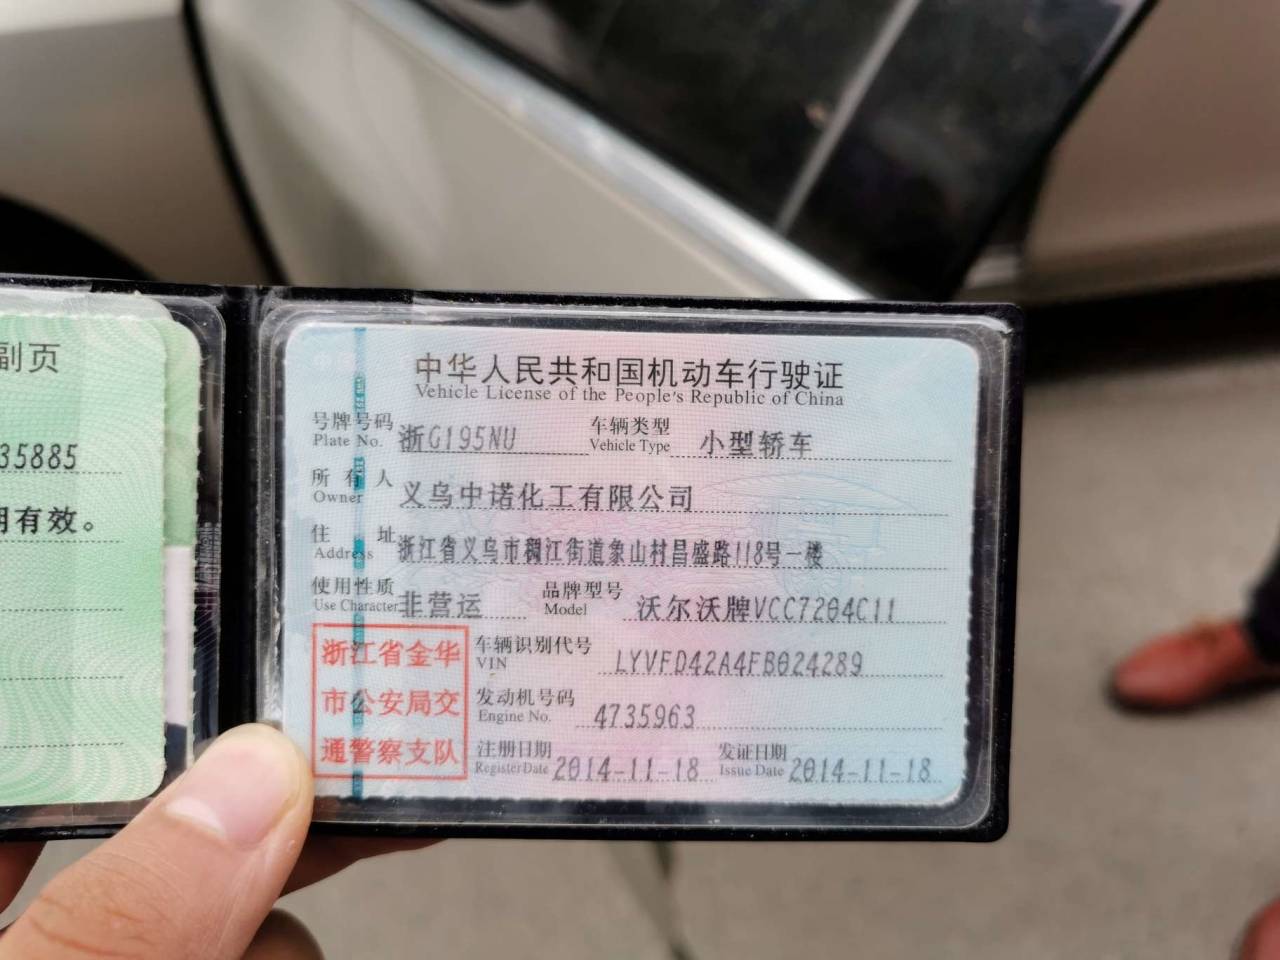 副页
35885
期有效。
中华人民共和国机动车行驶证
Vehicle License of the People's Republic of China
号牌号码 浙G195NU 车辆类型 小型轿车
Plate No. Vehicle Type
所有人 义乌中诺化工有限公司
Owner
住址 浙江省义乌市稠江街道象山村昌盛路118号一楼
Address
使用性质 非营运 品牌型号 沃尔沃牌VCC7204C11
Use Character Model
浙江省金华
市公安局交
通警察支队
车辆识别代号 LYVFD42A4FB024289
VIN
发动机号码 4735963
Engine No.
注册日期 2014-11-18 发证日期 2014-11-18
Register Date Issue Date